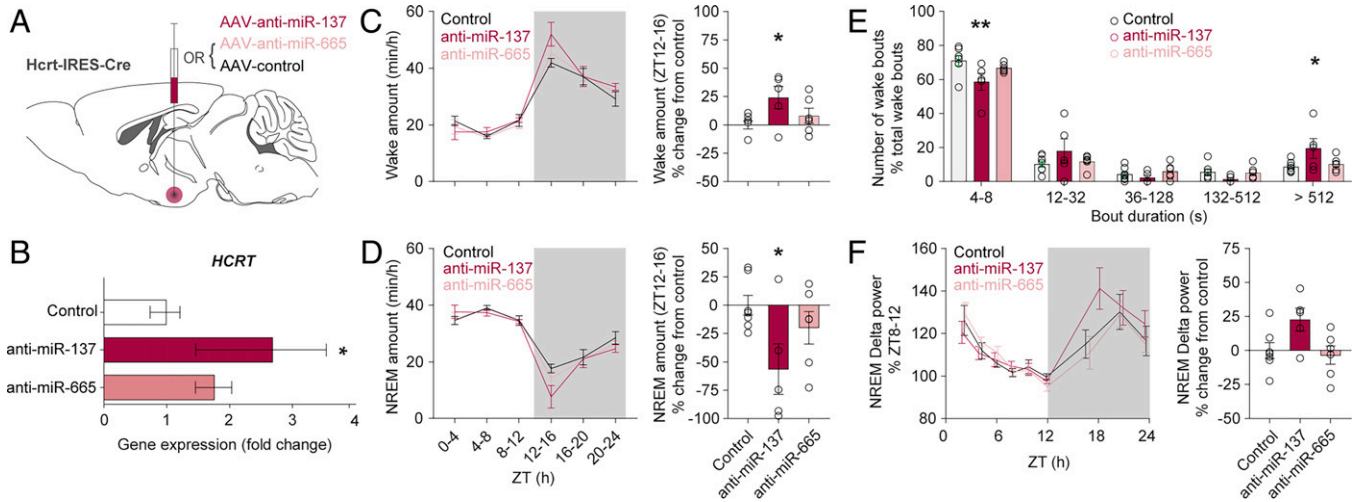 A
AAV-anti-miR-137
Hcrt-IRES-Cre
OR
{
AAV-anti-miR-665
AAV-control
B
HCRT
Control
anti-miR-137
*
anti-miR-665
0 1 2 3 4
Gene expression (fold change)
C
Control
anti-miR-137
anti-miR-665
Wake amount (min/h)
60
40
20
0
Wake amount (ZT12-16)
% change from control
100
75
50
25
0
-25
-50
*
D
Control
anti-miR-137
anti-miR-665
NREM amount (min/h)
60
40
20
0
0-4
4-8
8-12
12-16
16-20
20-24
ZT (h)
NREM amount (ZT12-16)
% change from control
50
25
0
-25
-50
-75
-100
*
Control
anti-miR-137
anti-miR-665
E
Control
anti-miR-137
anti-miR-665
Number of wake bouts
% total wake bouts
100
80
60
40
20
0
**
*
4-8 12-32 36-128 132-512 > 512
Bout duration (s)
F
Control
anti-miR-137
anti-miR-665
NREM Delta power
% ZT8-12
160
140
120
100
0 6 12 18 24
ZT (h)
NREM Delta power
% change from control
75
50
25
0
-25
-50
Control
anti-miR-137
anti-miR-665